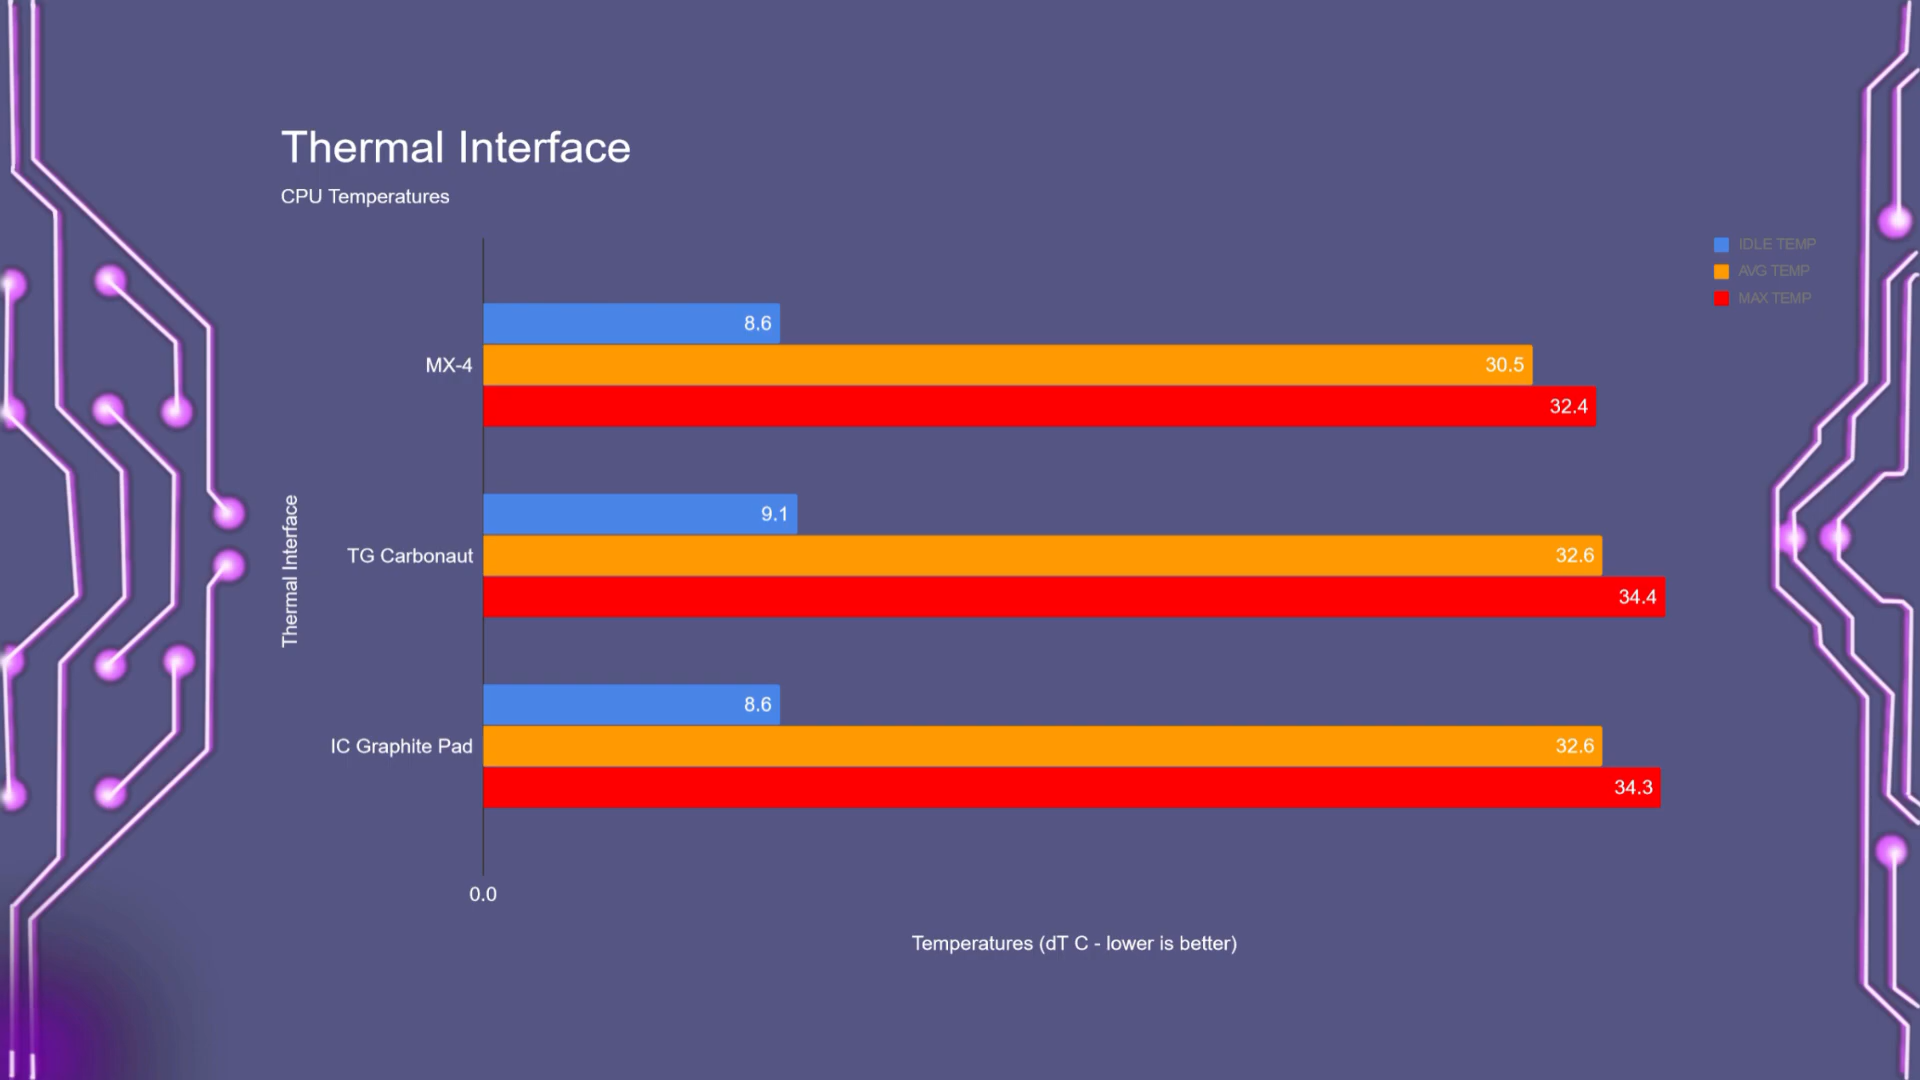 Thermal Interface
CPU Temperatures
IDLE TEMP
AVG TEMP
MAX TEMP
8.6
MX-4
30.5
32.4
9.1
TG Carbonaut
32.6
34.4
Thermal Interface
8.6
IC Graphite Pad
32.6
34.3
0.0
Temperatures (dT C - lower is better)